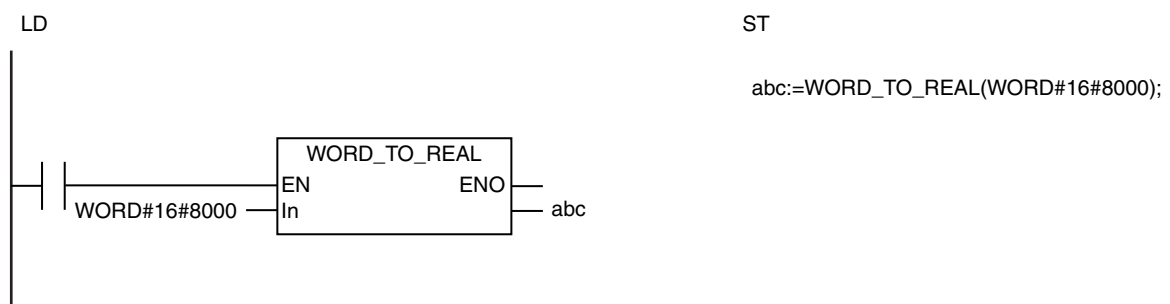 LD
ST
abc:=WORD_TO_REAL(WORD#16#8000);
WORD_TO_REAL
EN ENO
WORD#16#8000 In abc